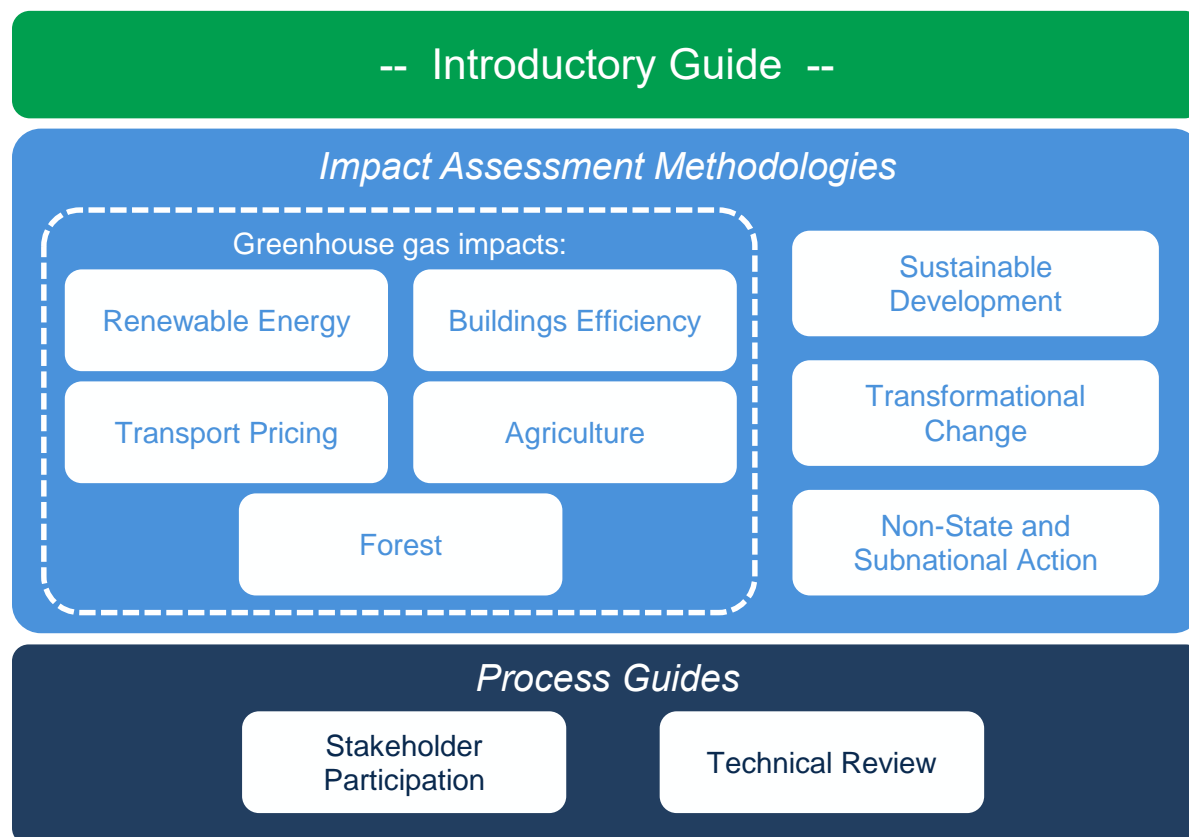 -- Introductory Guide --
Impact Assessment Methodologies
Greenhouse gas impacts:
Renewable Energy
Buildings Efficiency
Transport Pricing
Agriculture
Forest
Sustainable
Development
Transformational
Change
Non-State and
Subnational Action
Process Guides
Stakeholder
Participation
Technical Review